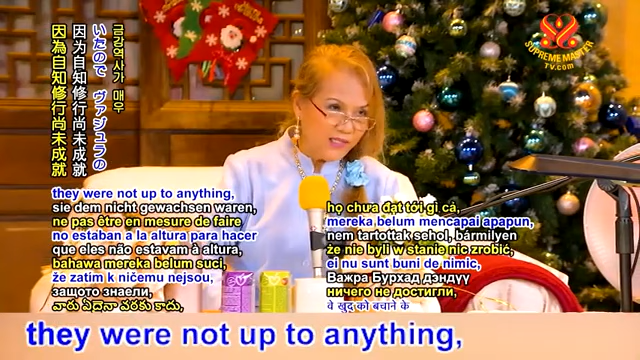 금강역사가 매우
いたので ヴァジュラの
因为自知修行尚未成就
因為自知修行尚未成就
SUPREME MASTER
TV.com
they were not up to anything,
sie dem nicht gewachsen waren,
ne pas être en mesure de faire
no estaban a la altura para hacer
que eles não estavam à altura,
bahawa mereka belum suci,
že zatim k ničemu nejsou,
защото знаели,
వారు ఏదైనా వరకు కాదు,
họ chưa đạt tới gì cả,
mereka belum mencapai apapun,
nem tartottak sehol, bármilyen
że nie byli w stanie nic zrobić,
ei nu sunt buni de nimic,
Важра Бурхад дэндүү
ничего не достигли,
वे खुद को बचाने के
they were not up to anything,